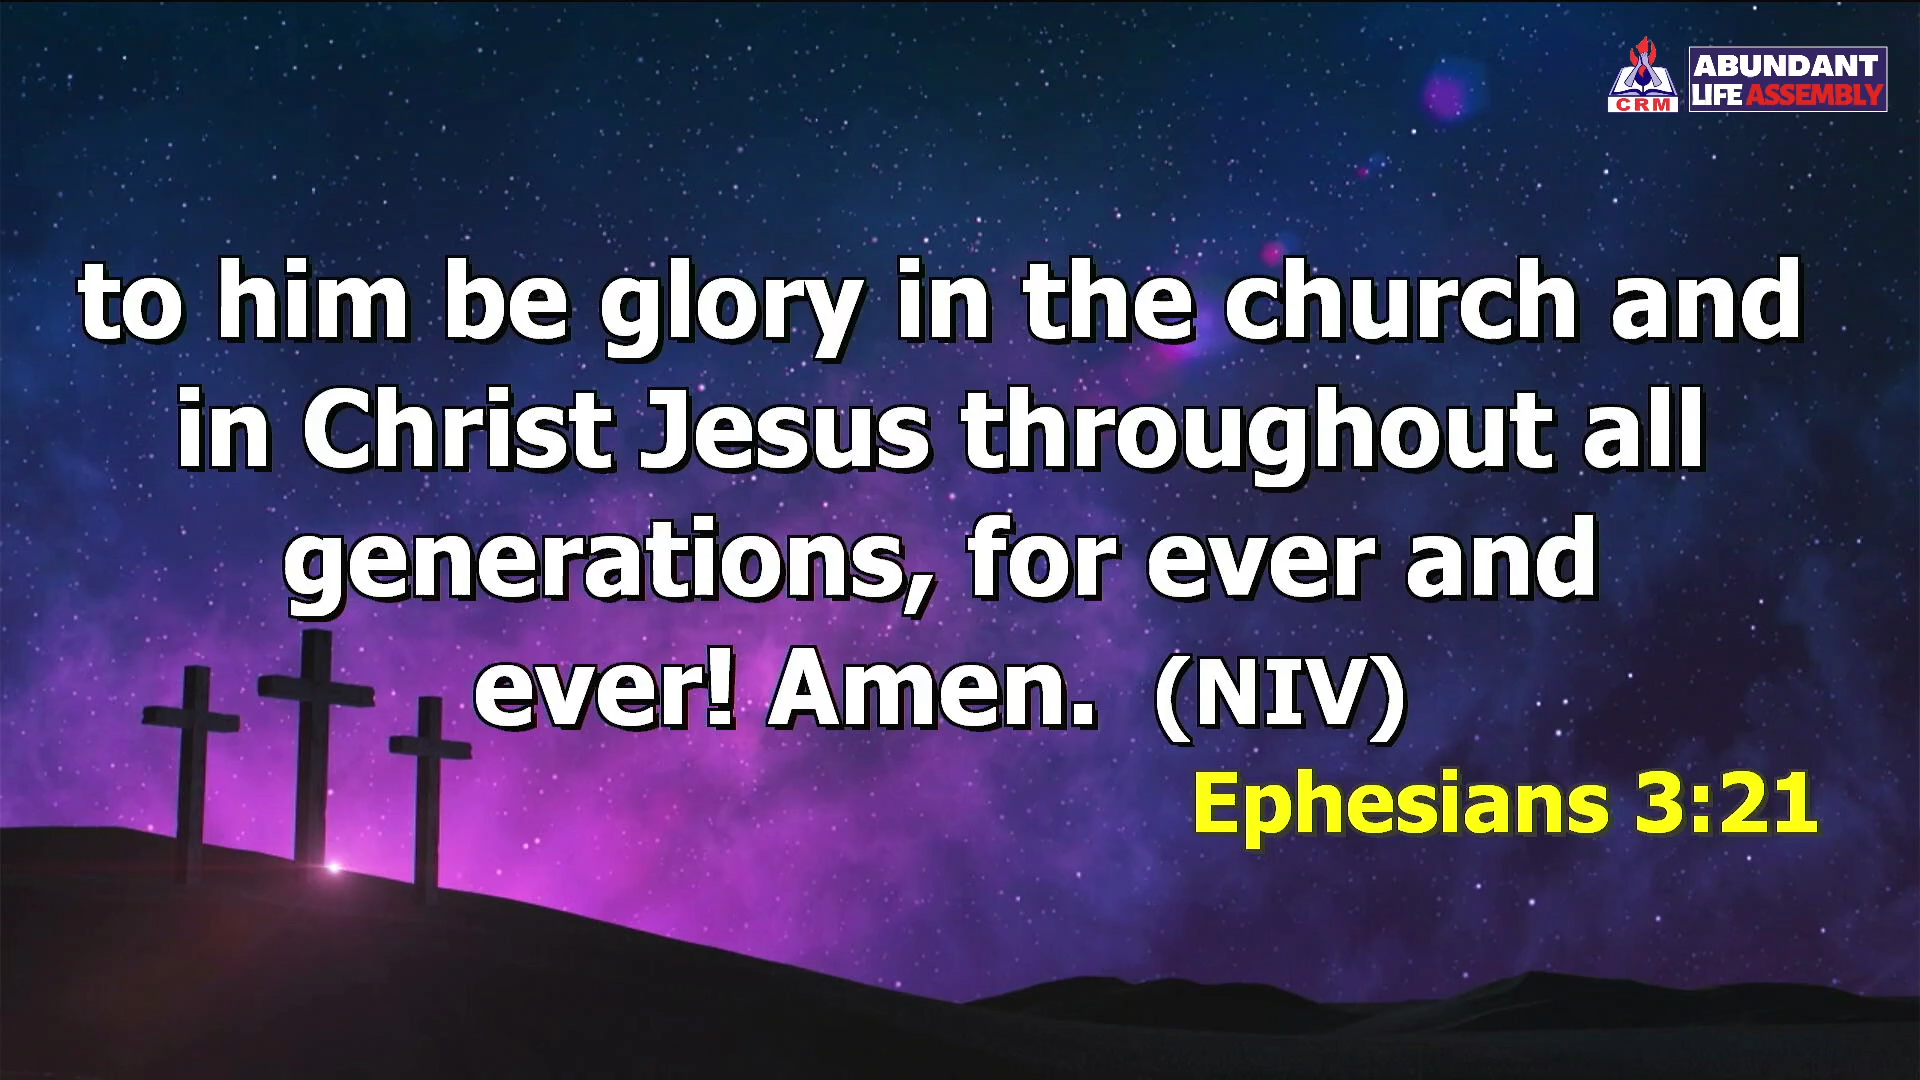 CRM
ABUNDANT
LIFE ASSEMBLY
to him be glory in the church and
in Christ Jesus throughout all
generations, for ever and
ever! Amen. (NIV)
Ephesians 3:21